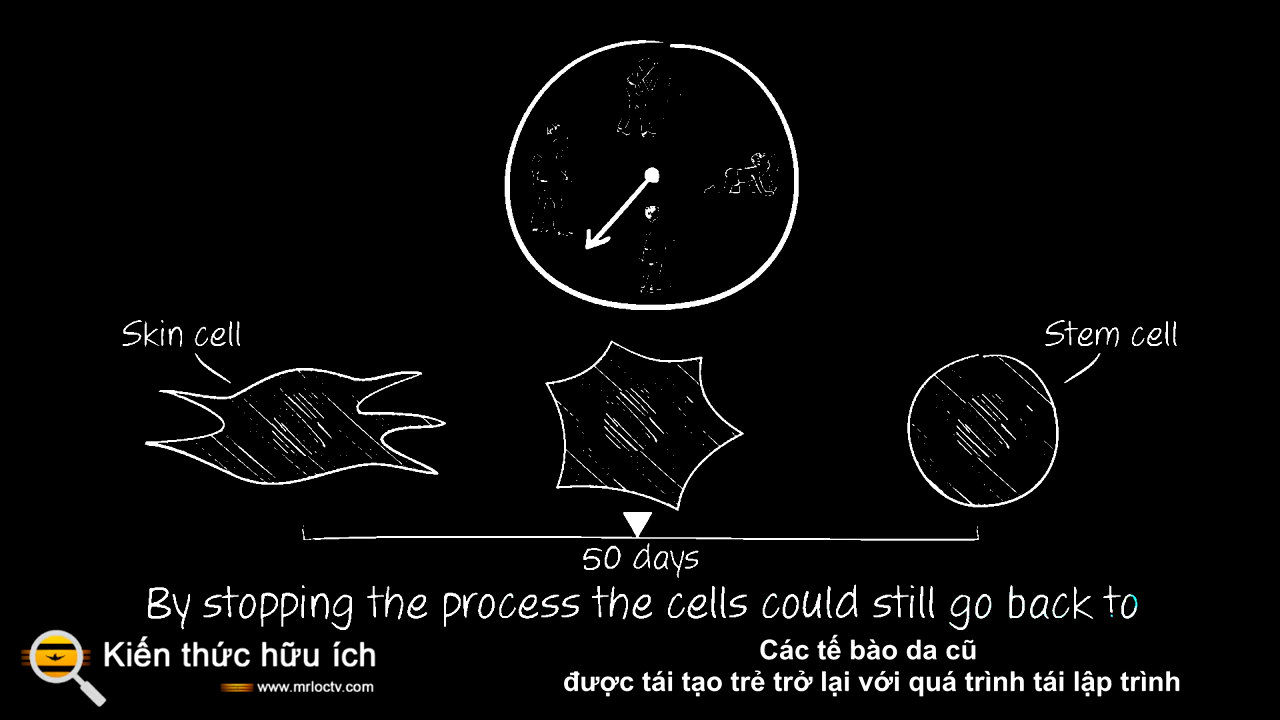 Skin cell
Stem cell
50 days
By stopping the process the cells could still go back to
Kiến thức hữu ích
www.mrloctv.com
Các tế bào da cũ
được tái tạo trẻ trở lại với quá trình tái lập trình